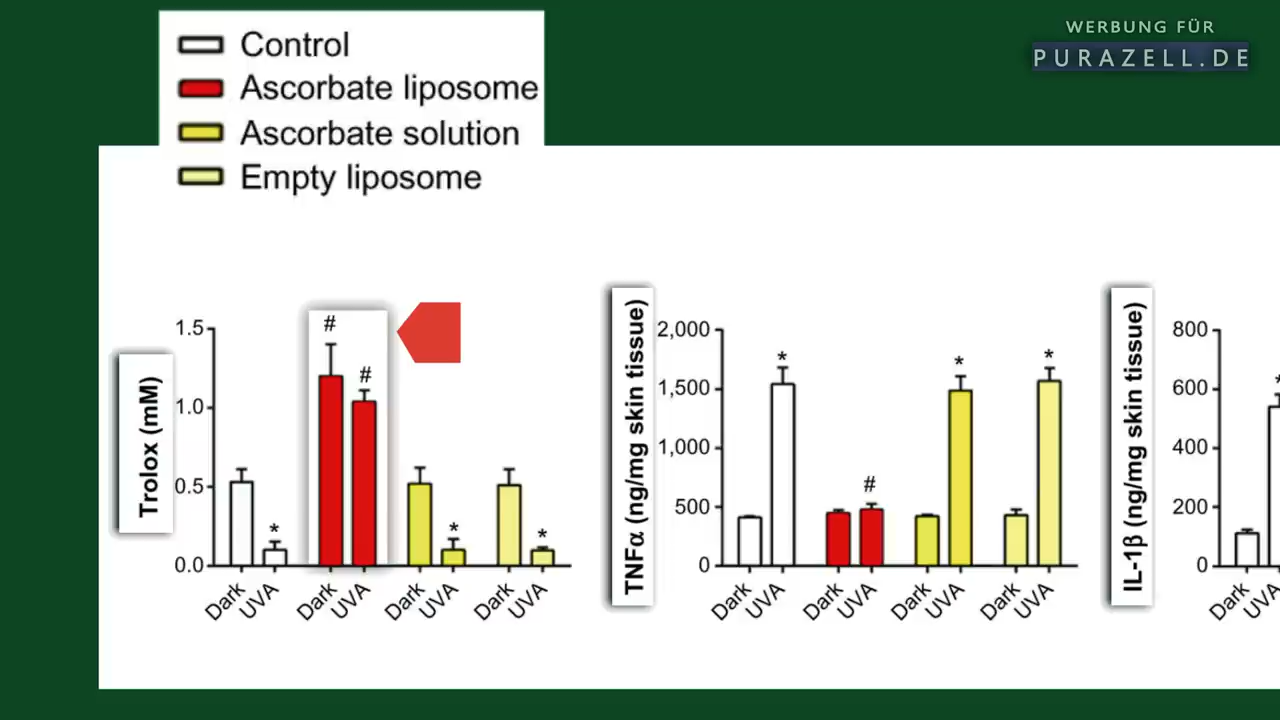 WERBUNG FÜR
PURAZELL.DE
Control
Ascorbate liposome
Ascorbate solution
Empty liposome
Trolox (mM)
1.5
1.0
0.5
0.0
#
#
*
*
*
Dark
UVA
Dark
UVA
Dark
UVA
Dark
UVA
TNFα (ng/mg skin tissue)
2,000
1,500
1,000
500
0
*
#
*
*
Dark
UVA
Dark
UVA
Dark
UVA
Dark
UVA
IL-1β (ng/mg skin tissue)
800
600
400
200
0
*
Dark
UVA